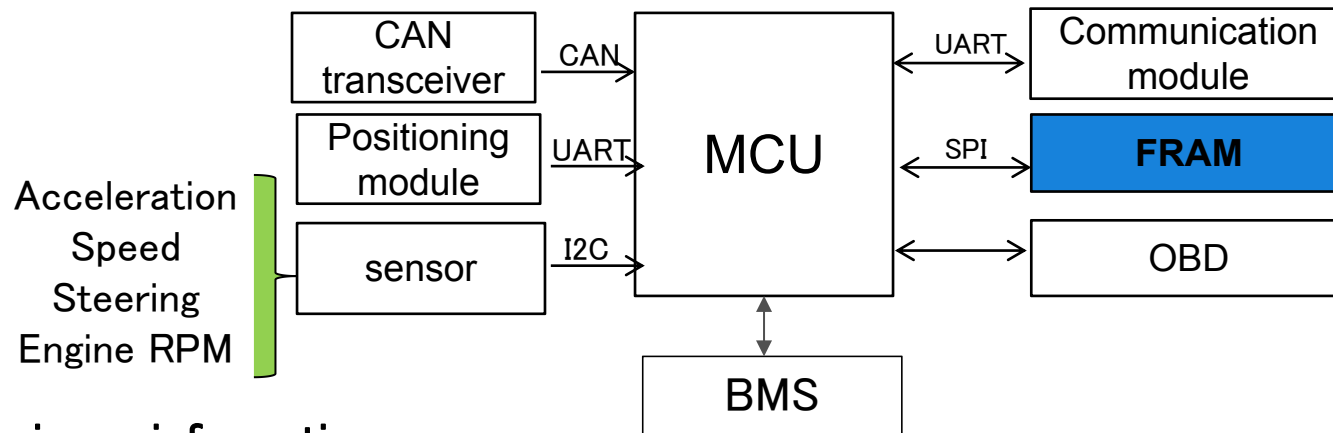 CAN
transceiver
CAN
Positioning
module
UART
Acceleration
Speed
Steering
Engine RPM
sensor
I2C
MCU
UART
Communication
module
SPI
FRAM
OBD
BMS